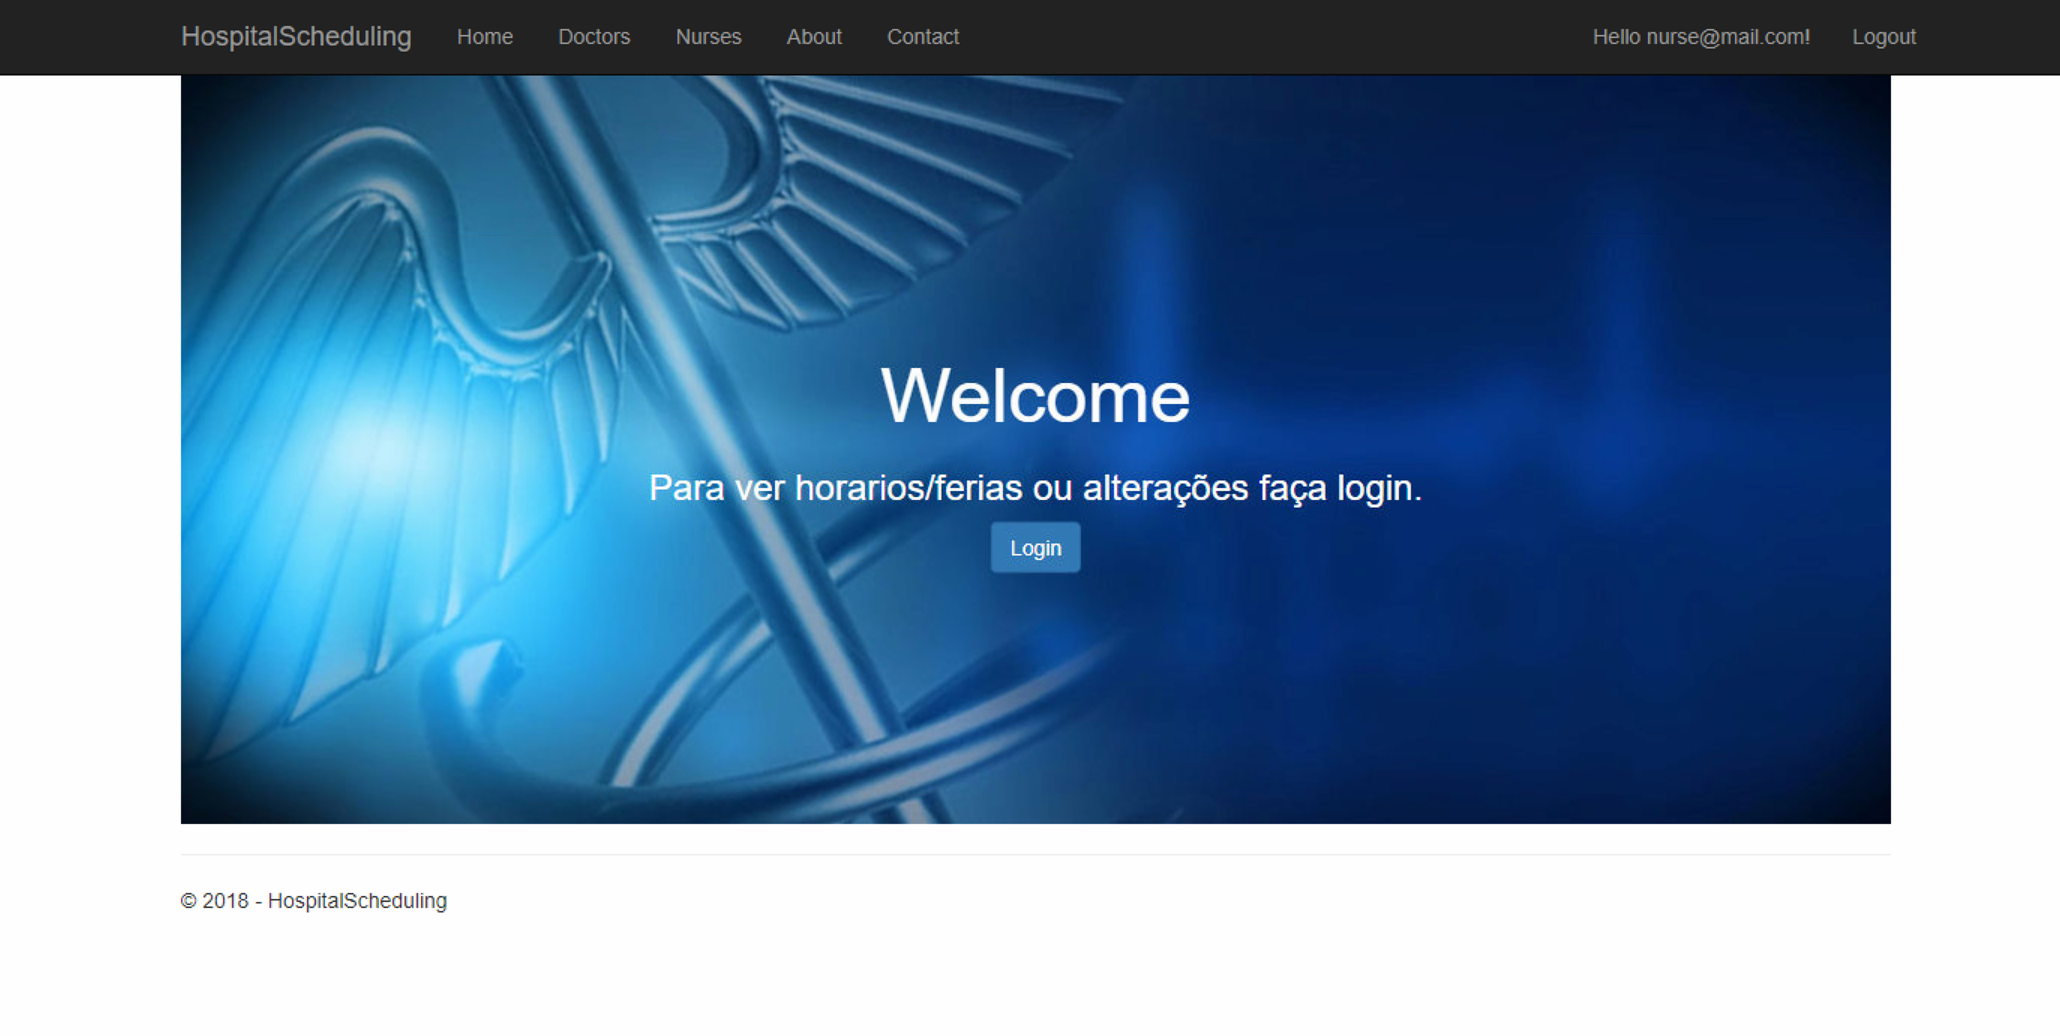 HospitalScheduling Home Doctors Nurses About Contact Hello nurse@mail.com! Logout
Welcome
Para ver horarios/ferias ou alterações faça login.
Login
© 2018 - HospitalScheduling